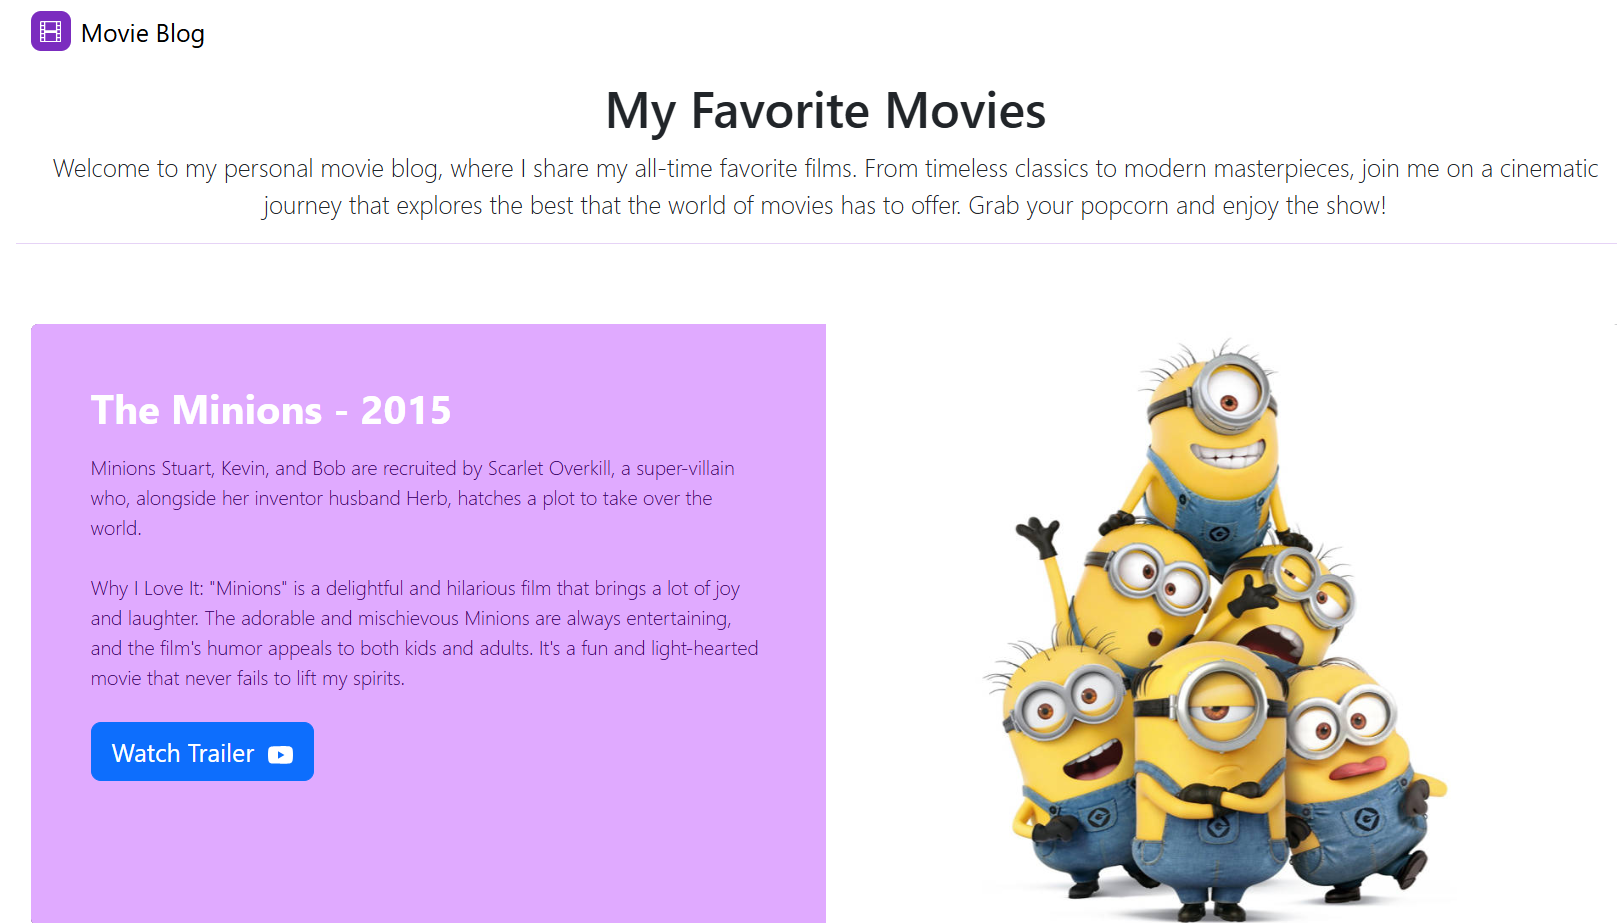 Movie Blog
My Favorite Movies
Welcome to my personal movie blog, where I share my all-time favorite films. From timeless classics to modern masterpieces, join me on a cinematic
journey that explores the best that the world of movies has to offer. Grab your popcorn and enjoy the show!
The Minions - 2015
Minions Stuart, Kevin, and Bob are recruited by Scarlet Overkill, a super-villain
who, alongside her inventor husband Herb, hatches a plot to take over the
world.
Why I Love It: "Minions" is a delightful and hilarious film that brings a lot of joy
and laughter. The adorable and mischievous Minions are always entertaining,
and the film's humor appeals to both kids and adults. It's a fun and light-hearted
movie that never fails to lift my spirits.
Watch Trailer